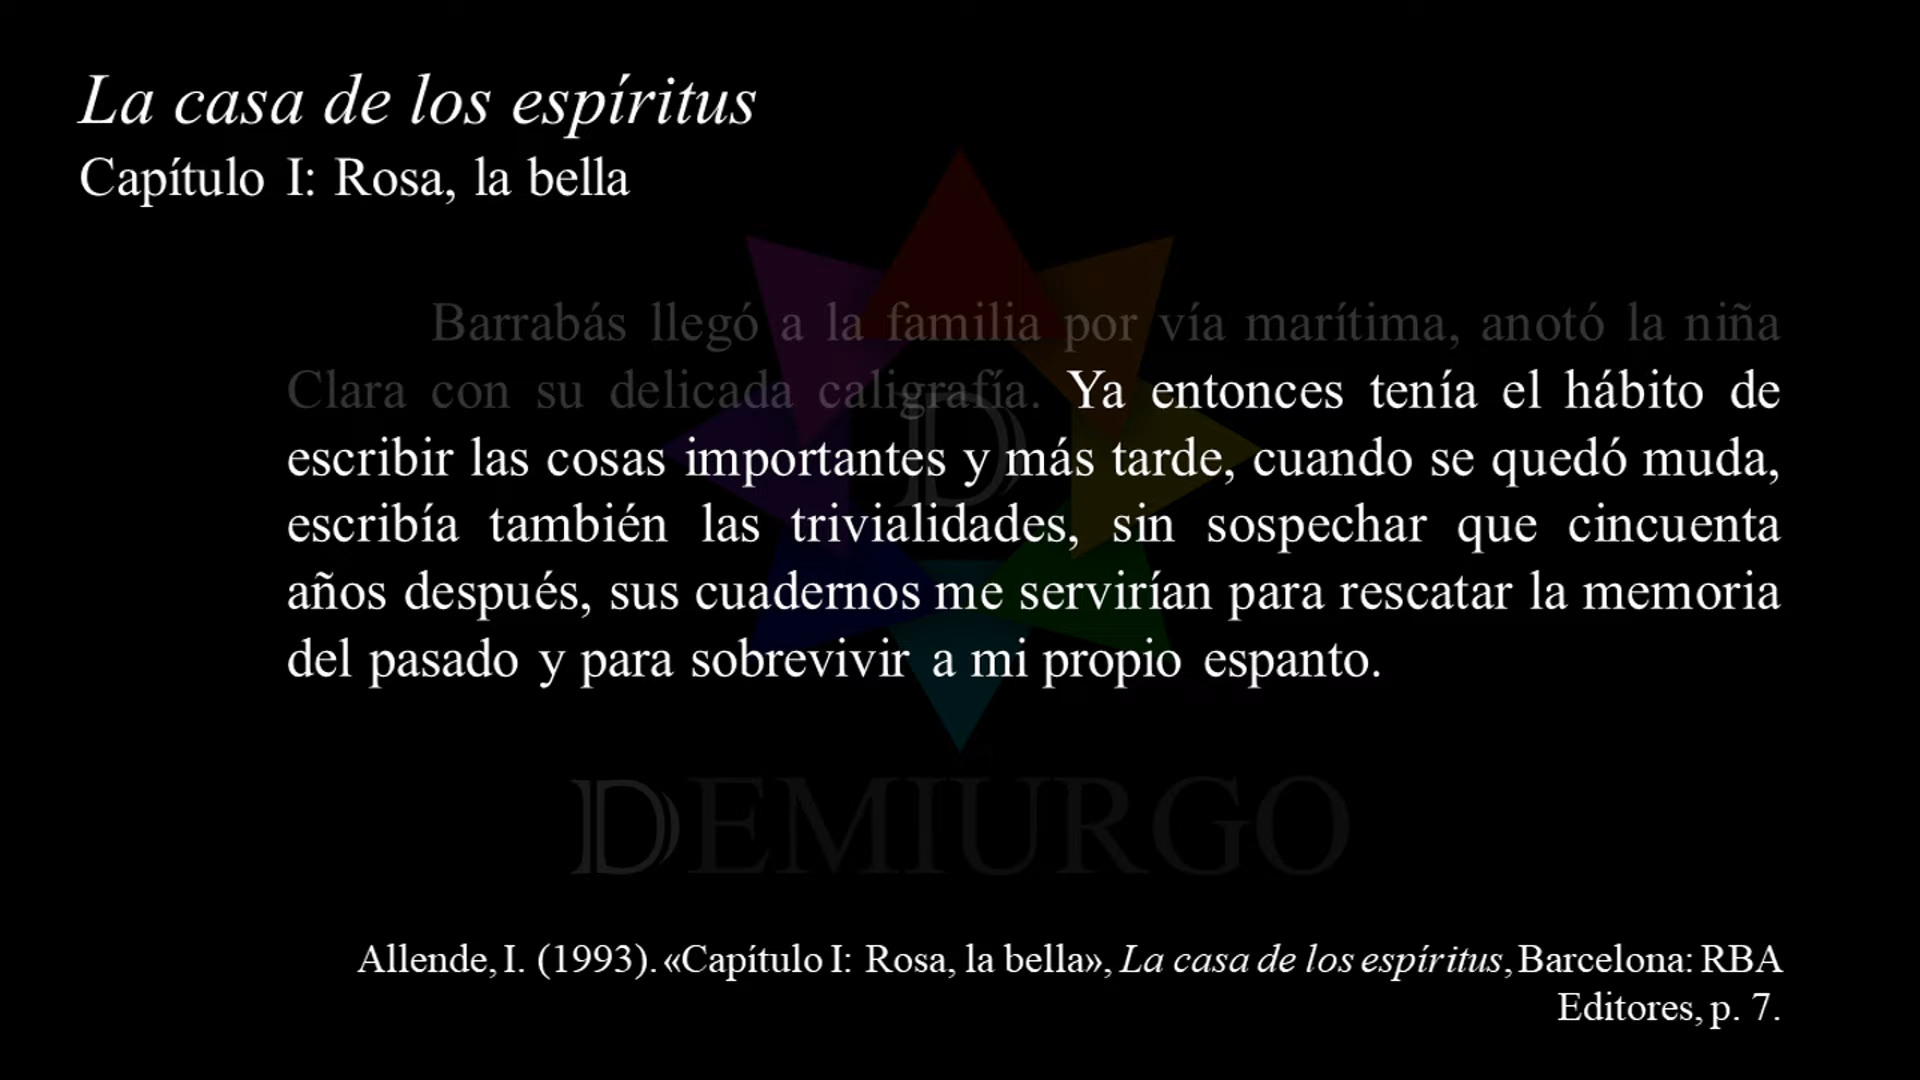 La casa de los espíritus
Capítulo I: Rosa, la bella
Barrabás llegó a la familia por vía marítima, anotó la niña
Clara con su delicada caligrafía. Ya entonces tenía el hábito de
escribir las cosas importantes y más tarde, cuando se quedó muda,
escribía también las trivialidades, sin sospechar que cincuenta
años después, sus cuadernos me servirían para rescatar la memoria
del pasado y para sobrevivir a mi propio espanto.
D
DEMIURGO
Allende, I. (1993). «Capítulo I: Rosa, la bella», La casa de los espíritus, Barcelona: RBA
Editores, p. 7.